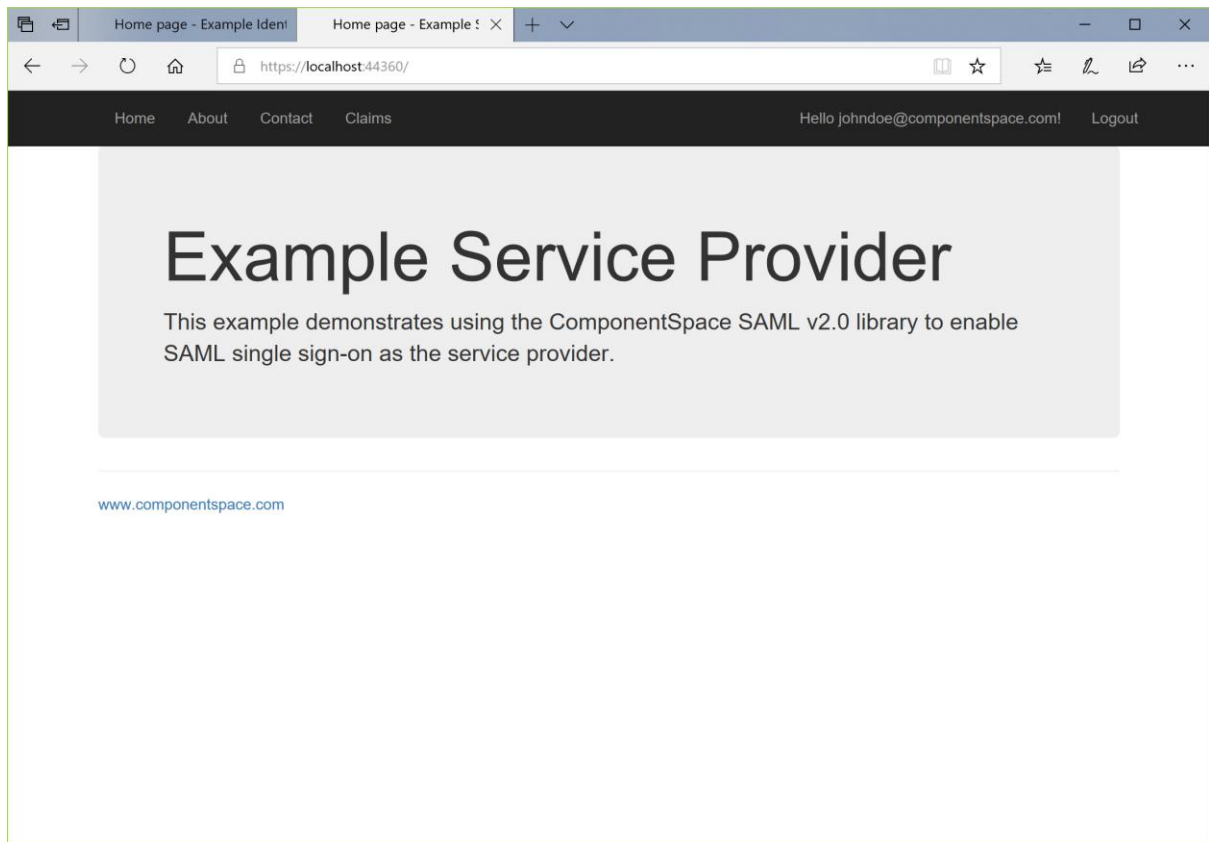 Home page - Example Ident
Home page - Example S
https://localhost:44360/
Home About Contact Claims Hello johndoe@componentspace.com! Logout
Example Service Provider
This example demonstrates using the ComponentSpace SAML v2.0 library to enable
SAML single sign-on as the service provider.
www.componentspace.com